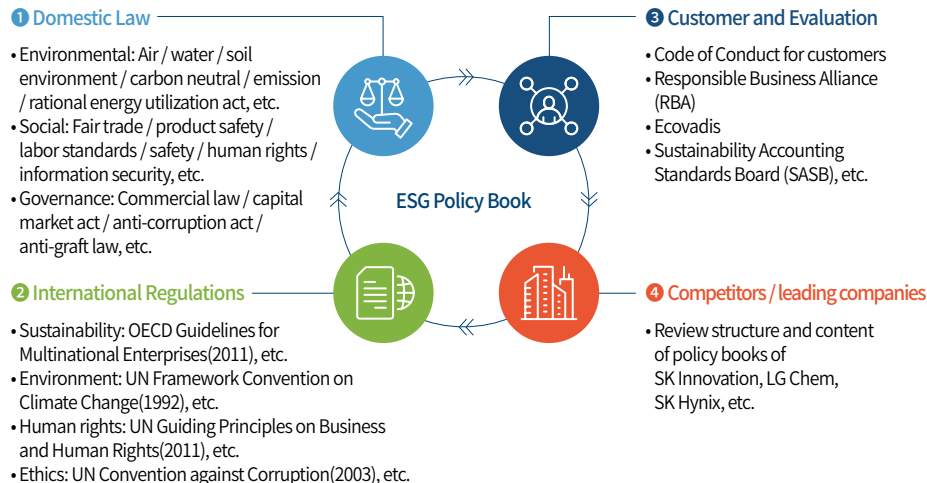 ❶ Domestic Law
• Environmental: Air / water / soil
environment / carbon neutral / emission
/ rational energy utilization act, etc.
• Social: Fair trade / product safety /
labor standards / safety / human rights /
information security, etc.
• Governance: Commercial law / capital
market act / anti-corruption act /
anti-graft law, etc.
❷ International Regulations
• Sustainability: OECD Guidelines for
Multinational Enterprises(2011), etc.
• Environment: UN Framework Convention on
Climate Change(1992), etc.
• Human rights: UN Guiding Principles on Business
and Human Rights(2011), etc.
• Ethics: UN Convention against Corruption(2003), etc.
ESG Policy Book
❸ Customer and Evaluation
• Code of Conduct for customers
• Responsible Business Alliance
(RBA)
• Ecovadis
• Sustainability Accounting
Standards Board (SASB), etc.
❹ Competitors / leading companies
• Review structure and content
of policy books of
SK Innovation, LG Chem,
SK Hynix, etc.